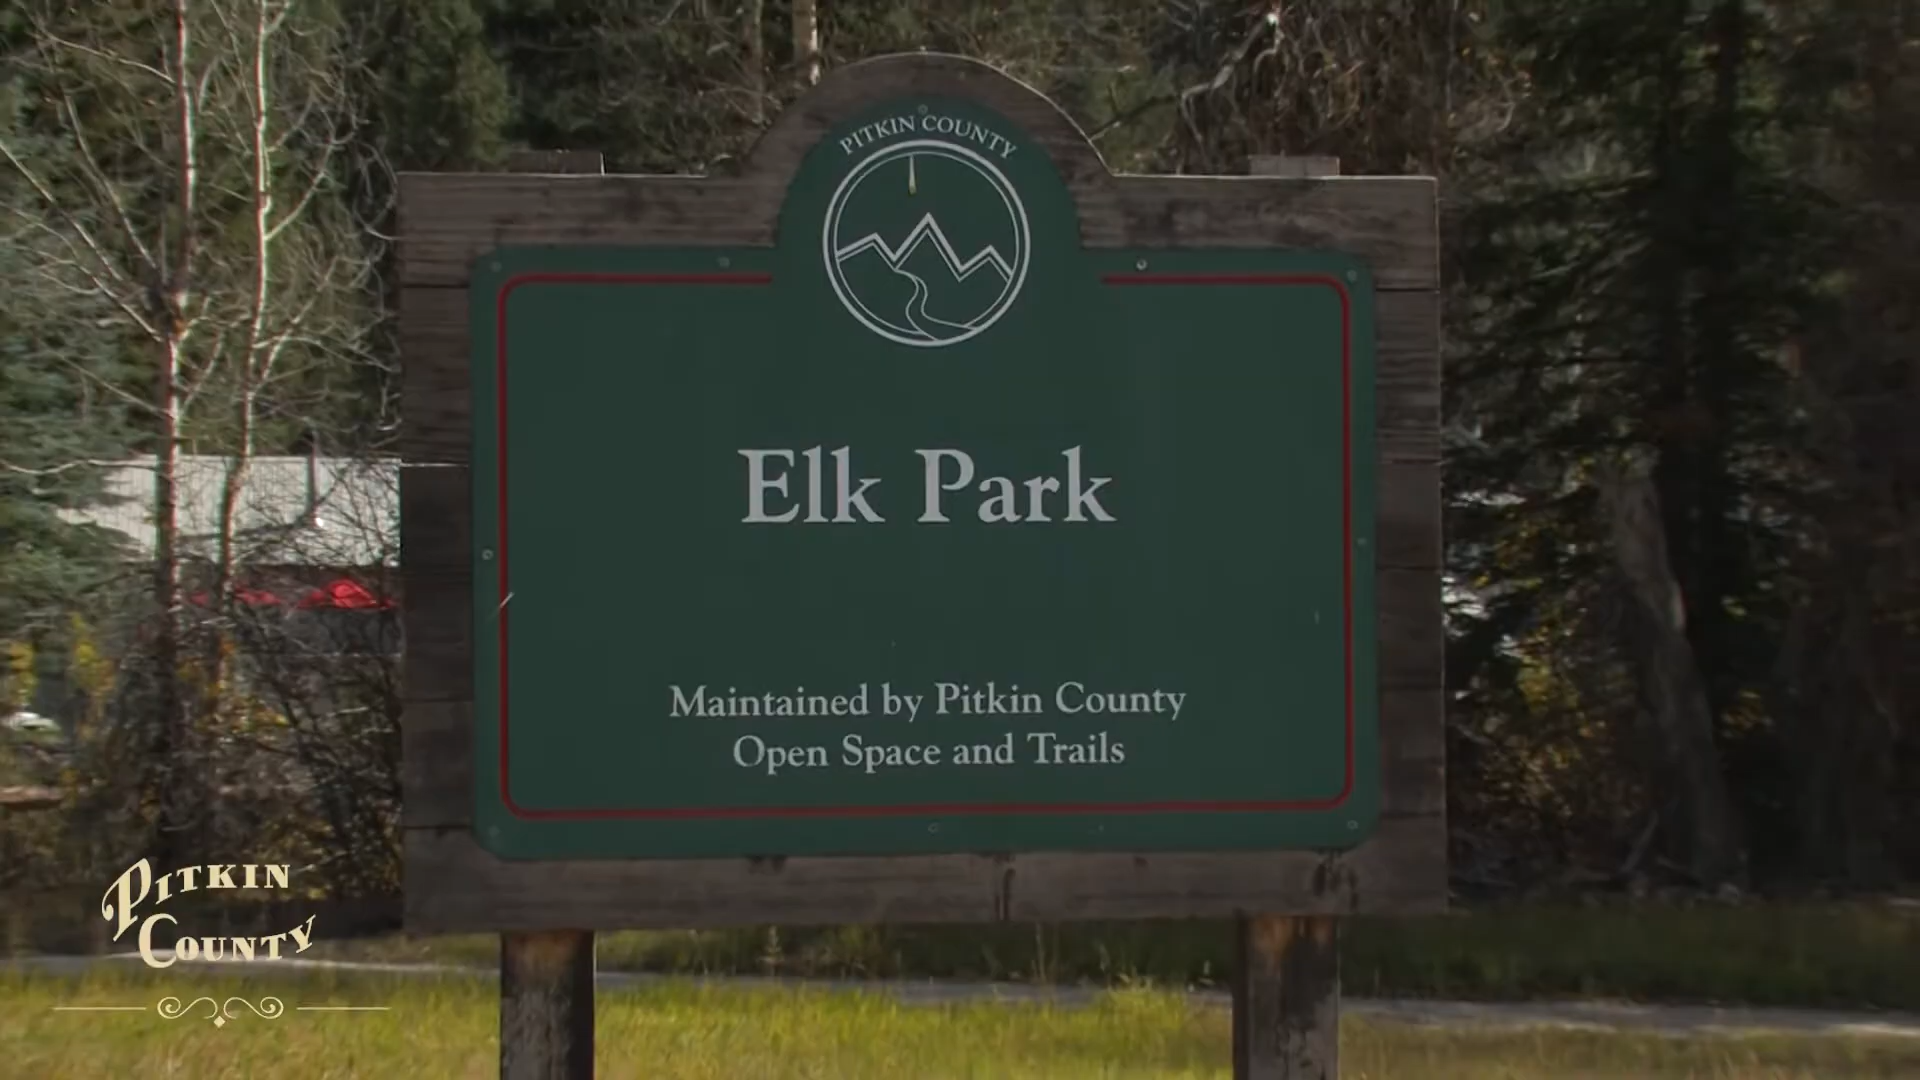 PITKIN COUNTY
Elk Park
Maintained by Pitkin County
Open Space and Trails
PITKIN
COUNTY